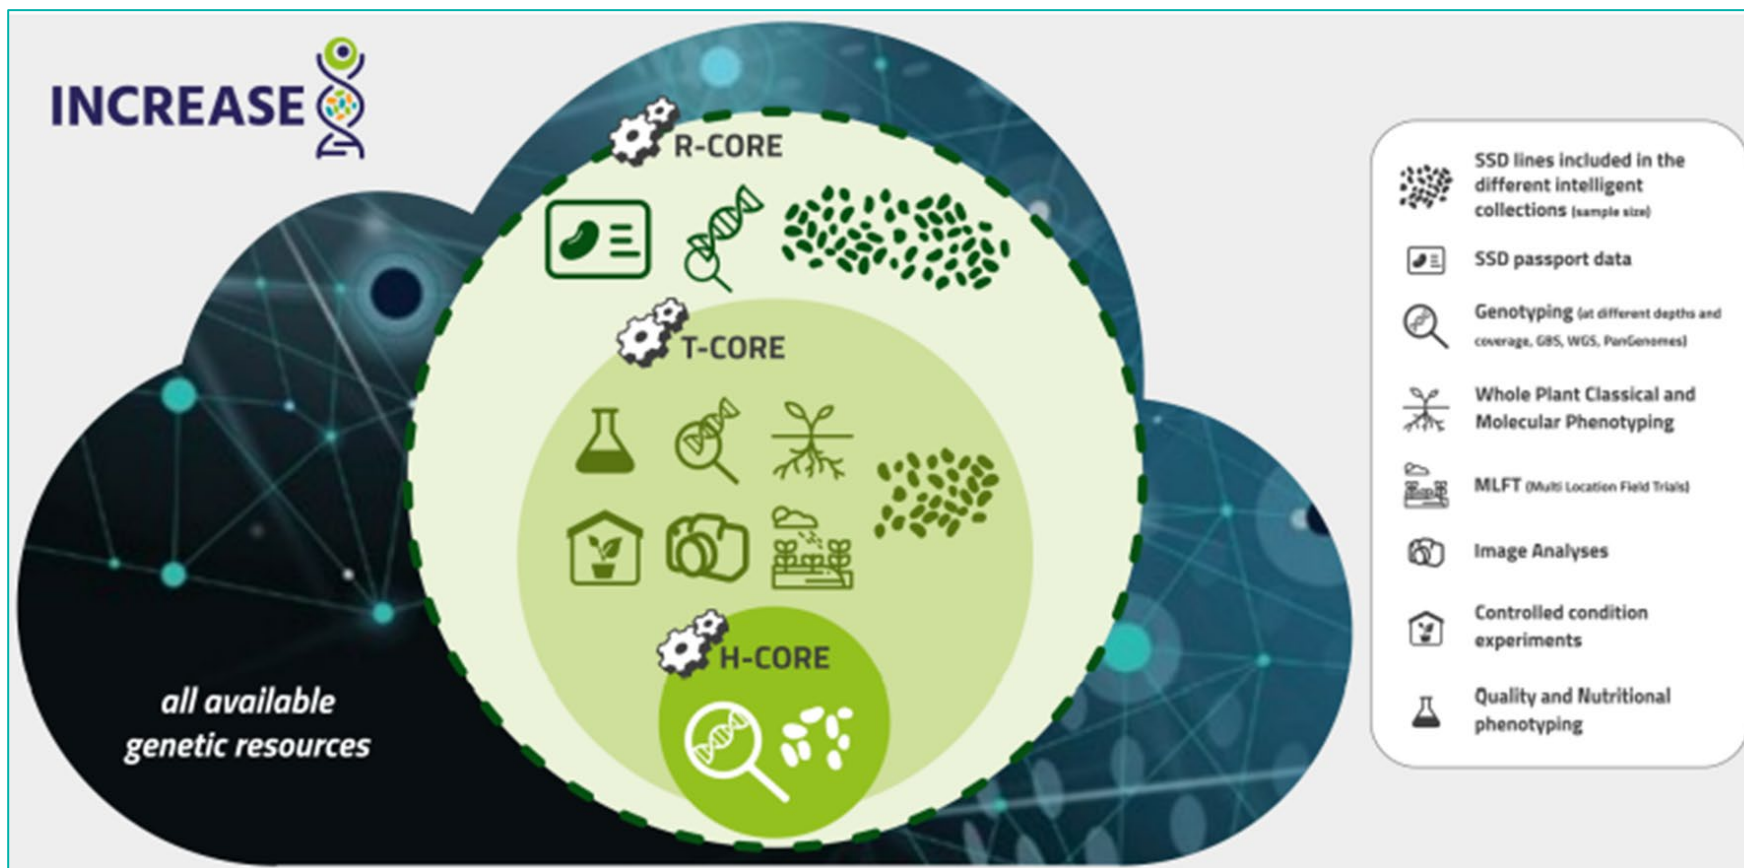 INCREASE
R-CORE
T-CORE
H-CORE
all available
genetic resources
SSD lines included in the
different intelligent
collections (sample size)
SSD passport data
Genotyping (at different depths and
coverage, GBS, WGS, PanGenomes)
Whole Plant Classical and
Molecular Phenotyping
MLFT (Multi Location Field Trials)
Image Analyses
Controlled condition
experiments
Quality and Nutritional
phenotyping